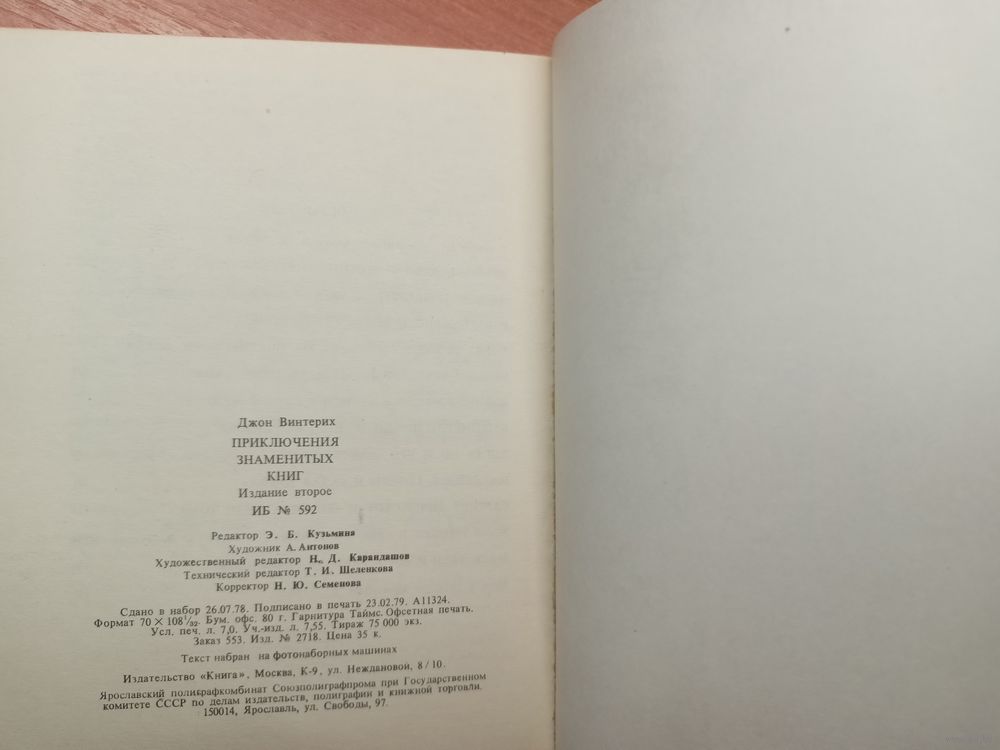 Джон Винтерих
ПРИКЛЮЧЕНИЯ
ЗНАМЕНИТЫХ
КНИГ
Издание второе
ИБ № 592
Редактор Э. Б. Кузьмина
Художник А. Антонов
Художественный редактор Н. Д. Карандашов
Технический редактор Т. И. Шеленкова
Корректор Н. Ю. Семенова
Сдано в набор 26.07.78. Подписано в печать 23.02.79. А11324.
Формат 70 × 108 1/32. Бум. офс. 80 г. Гарнитура Таймс. Офсетная печать.
Усл. печ. л. 7,0. Уч.-изд. л. 7,55. Тираж 75 000 экз.
Заказ 553. Изд. № 2718. Цена 35 к.
Текст набран на фотонаборных машинах
Издательство «Книга», Москва, К-9, ул. Неждановой, 8/10.
Ярославский полиграфкомбинат Союзполиграфпрома при Государственном
комитете СССР по делам издательств, полиграфии и книжной торговли.
150014, Ярославль, ул. Свободы, 97.